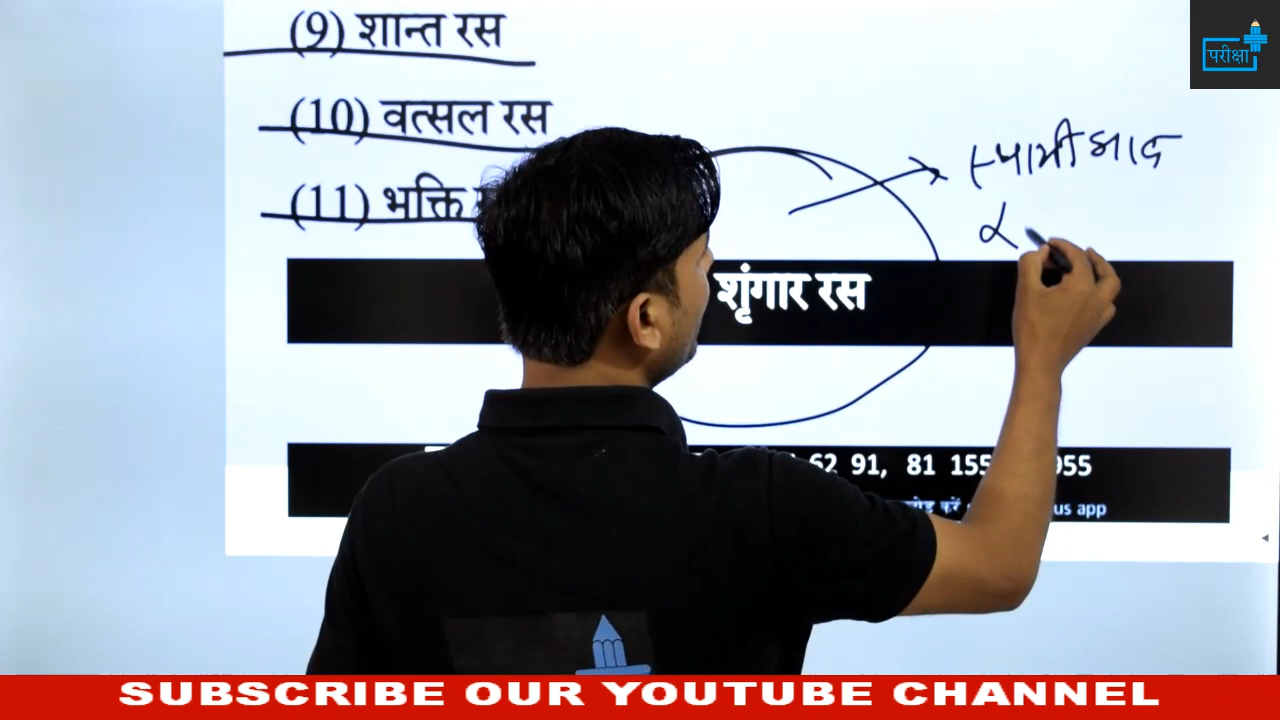 (9) शान्त रस
(10) वत्सल रस
(11) भक्ति
परीक्षा
स्थायी भाव
शृंगार रस
62 91, 81 155 955
करें us app
SUBSCRIBE OUR YOUTUBE CHANNEL